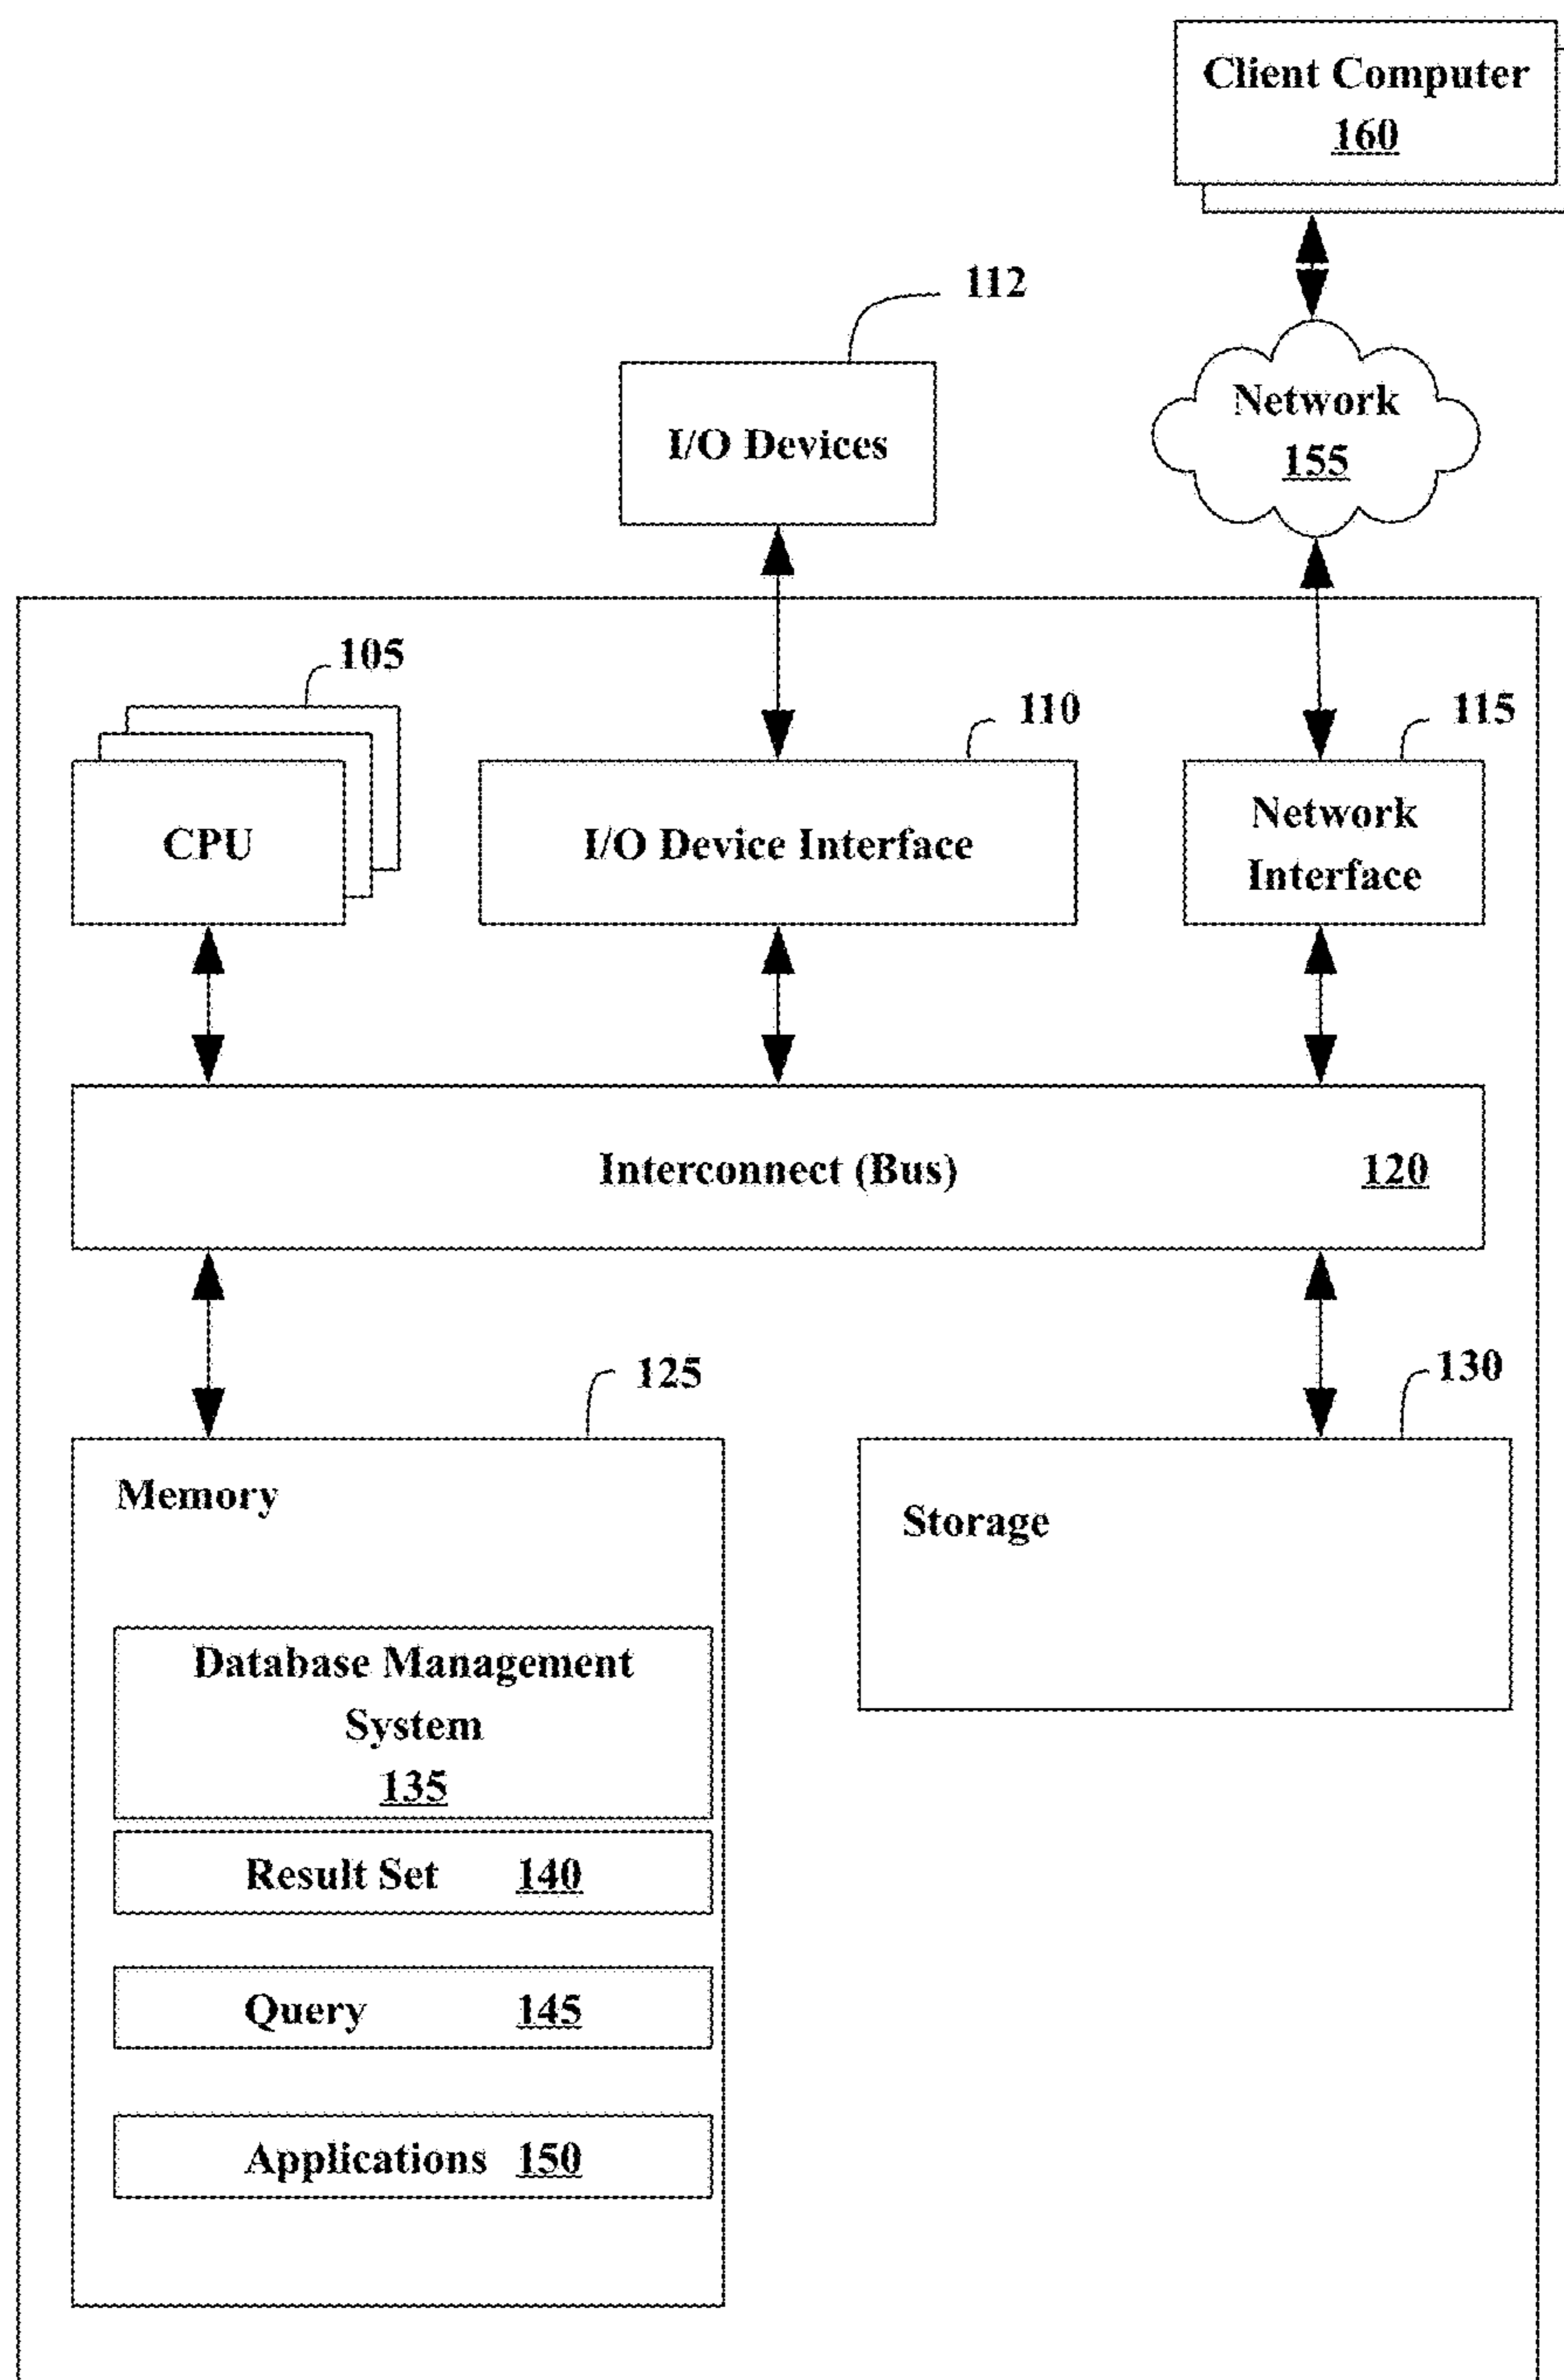 Client Computer
160
112
I/O Devices
Network
155
105
110
115
CPU
I/O Device Interface
Network
Interface
Interconnect (Bus)
120
125
130
Memory
Storage
Database Management
System
135
Result Set 140
Query 145
Applications 150